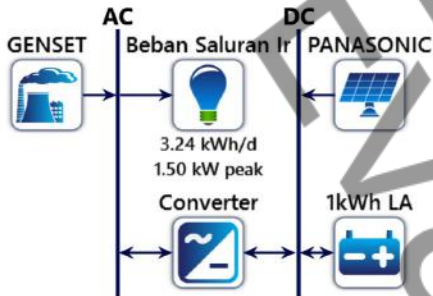 AC DC
GENSET Beban Saluran Ir PANASONIC
3.24 kWh/d
1.50 kW peak
Converter 1kWh LA